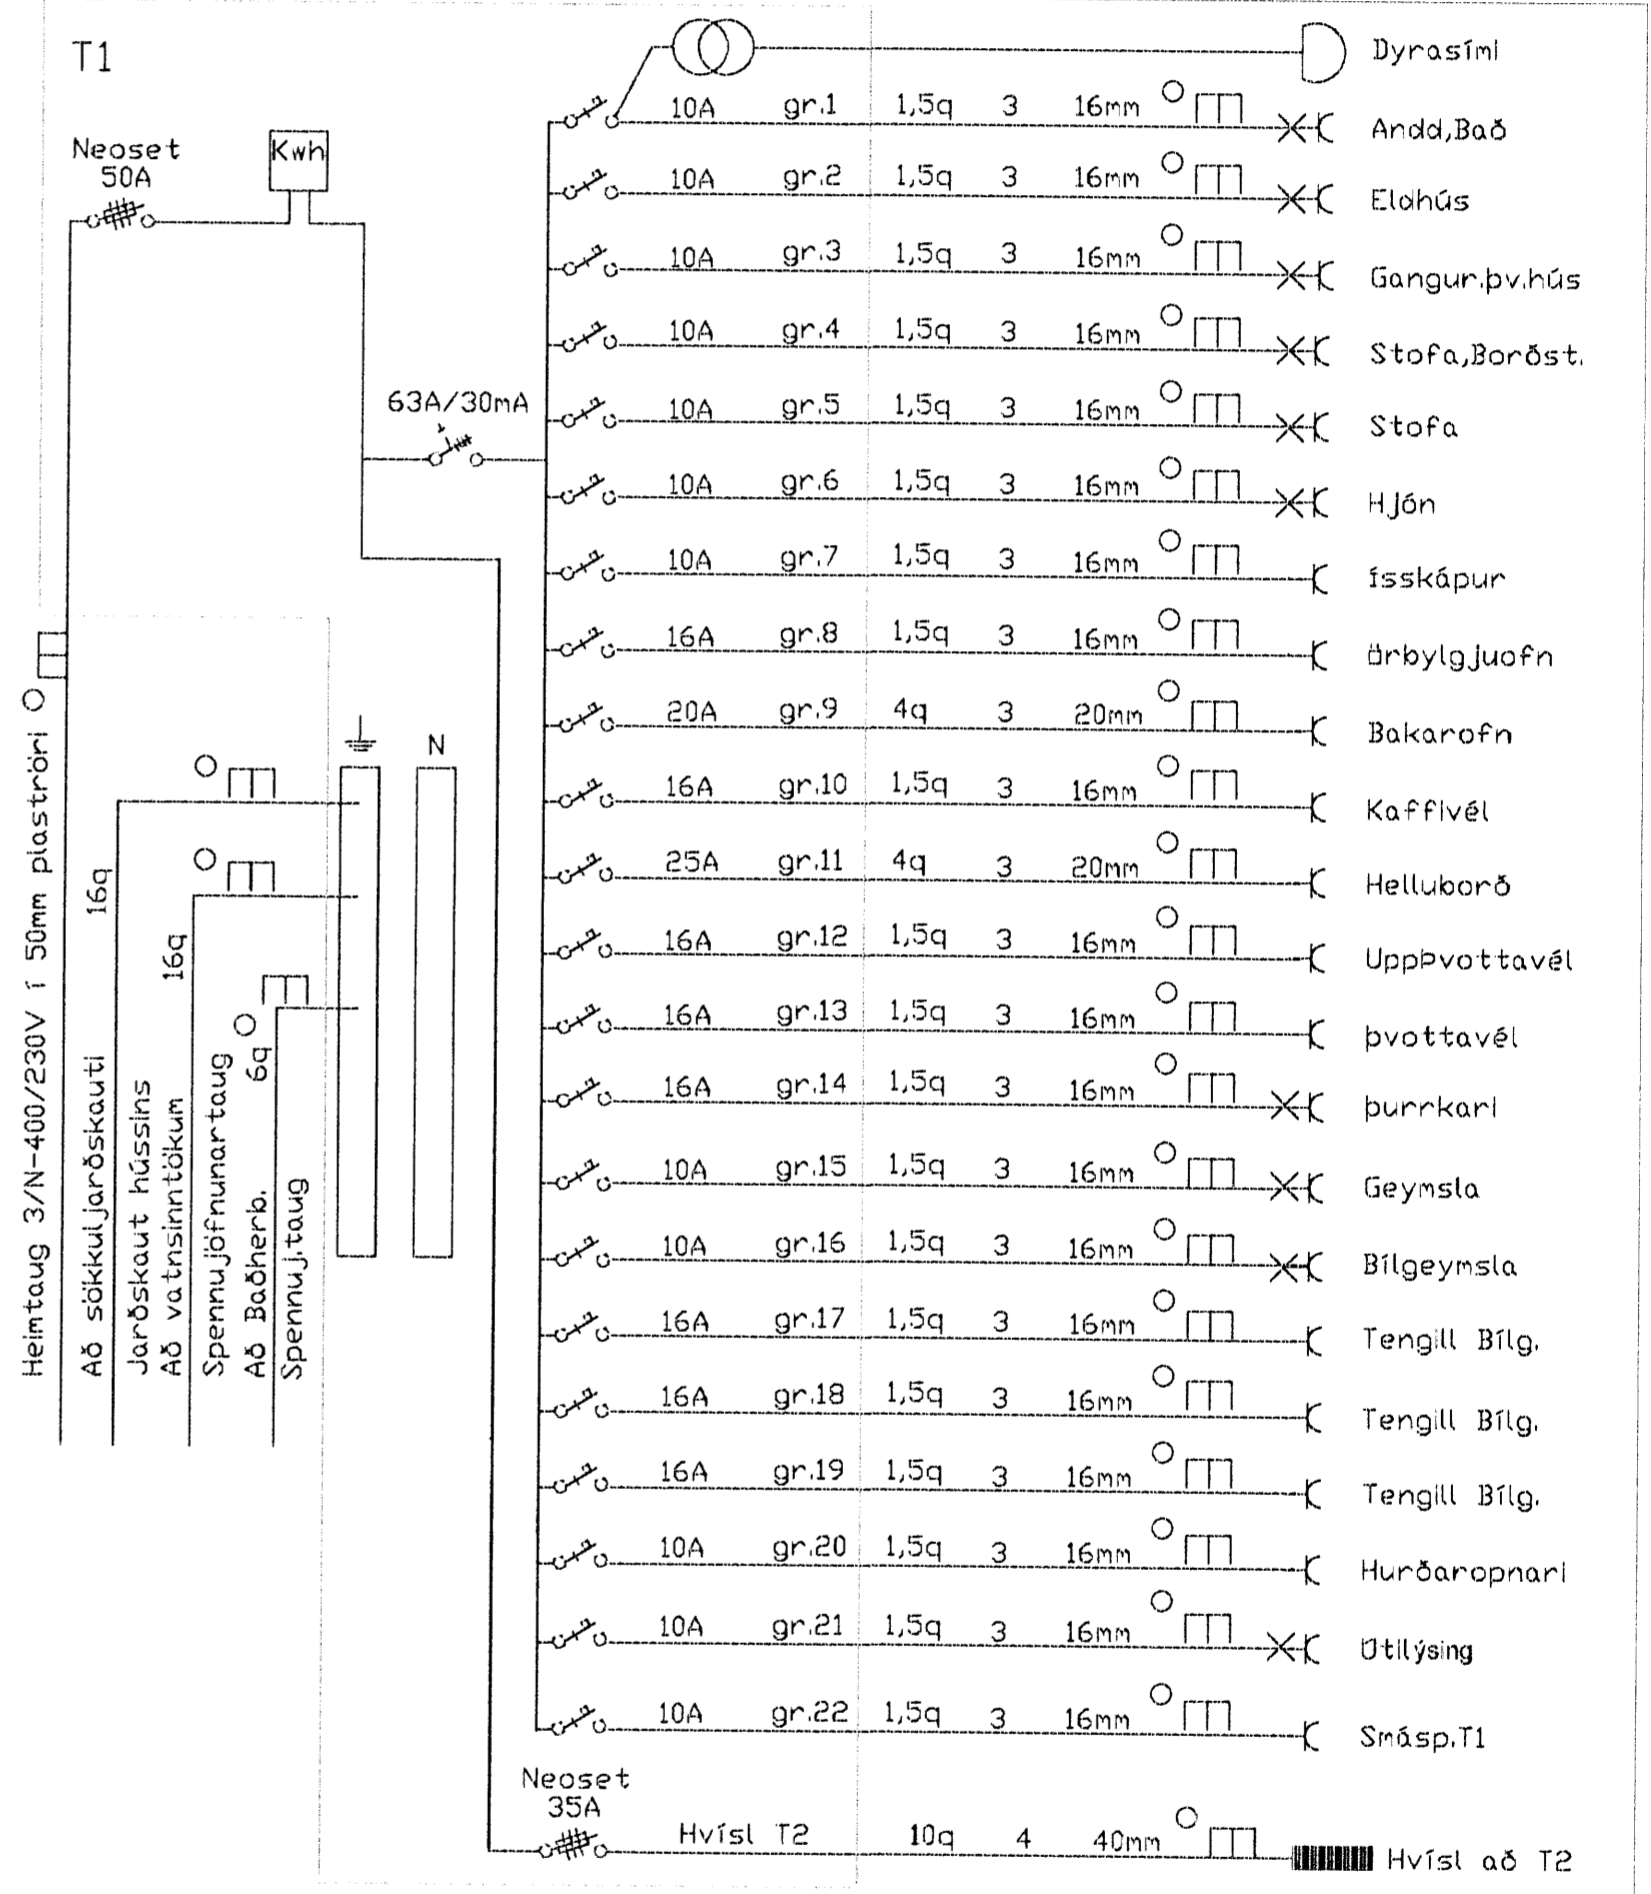 T1
Neoset
50A
Kwh
63A/30mA
Dyrasími
10A gr.1 1,5q 3 16mm Andd,Bað
10A gr.2 1,5q 3 16mm Eldhús
10A gr.3 1,5q 3 16mm Gangur.þv.hús
10A gr.4 1,5q 3 16mm Stofa,Borðst.
10A gr.5 1,5q 3 16mm Stofa
10A gr.6 1,5q 3 16mm Hjón
10A gr.7 1,5q 3 16mm ísskápur
16A gr.8 1,5q 3 16mm örbylgjuofn
20A gr.9 4q 3 20mm Bakarofn
16A gr.10 1,5q 3 16mm Kaffivél
25A gr.11 4q 3 20mm Helluborð
16A gr.12 1,5q 3 16mm Uppþvottavél
16A gr.13 1,5q 3 16mm þvottavél
16A gr.14 1,5q 3 16mm þurrkari
10A gr.15 1,5q 3 16mm Geymsla
10A gr.16 1,5q 3 16mm Bílgeymsla
16A gr.17 1,5q 3 16mm Tengill Bílg.
16A gr.18 1,5q 3 16mm Tengill Bílg.
16A gr.19 1,5q 3 16mm Tengill Bílg.
10A gr.20 1,5q 3 16mm Hurðaropnari
10A gr.21 1,5q 3 16mm Útilýsing
10A gr.22 1,5q 3 16mm Smásp.T1
Neoset
35A
Hvísl T2 10q 4 40mm Hvísl að T2
N
Heimtaug 3/N-400/230V í 50mm plaströri
Að sökkuljarðskauti 16q
Jarðskaut hússins
Að vatnsinntökum 16q
Spennujöfnunartaug
Að Baðherb. 6q
Spennuj.taug